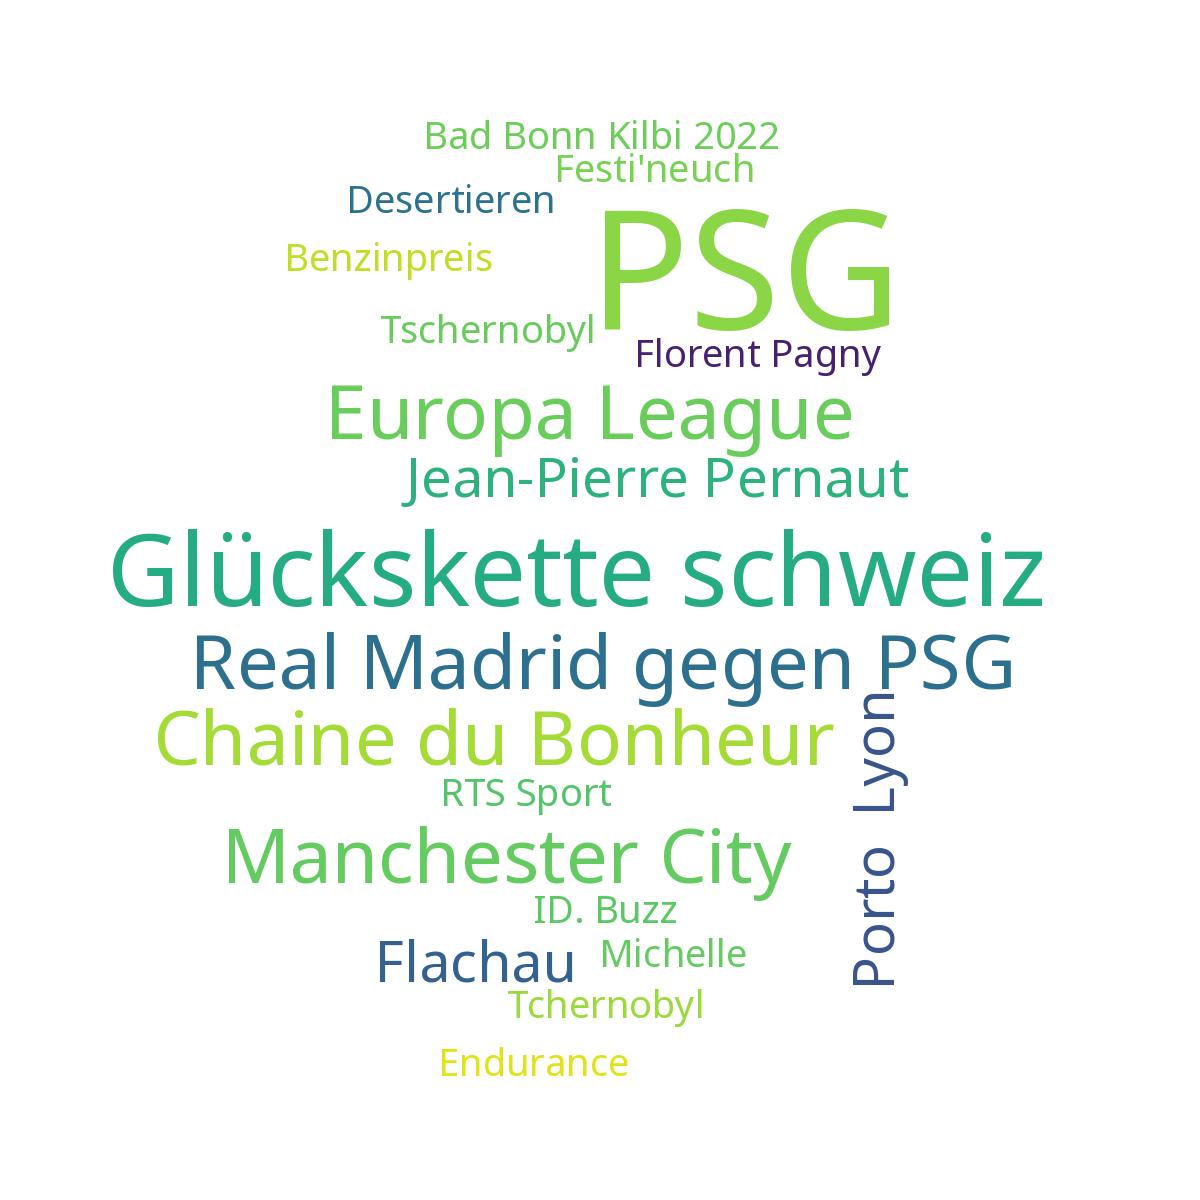 Bad Bonn Kilbi 2022
Festi'neuch
Desertieren
PSG
Benzinpreis
Tschernobyl
Florent Pagny
Europa League
Jean-Pierre Pernaut
Glückskette schweiz
Real Madrid gegen PSG
Chaine du Bonheur
Porto Lyon
RTS Sport
Manchester City
ID. Buzz
Flachau
Michelle
Tchernobyl
Endurance